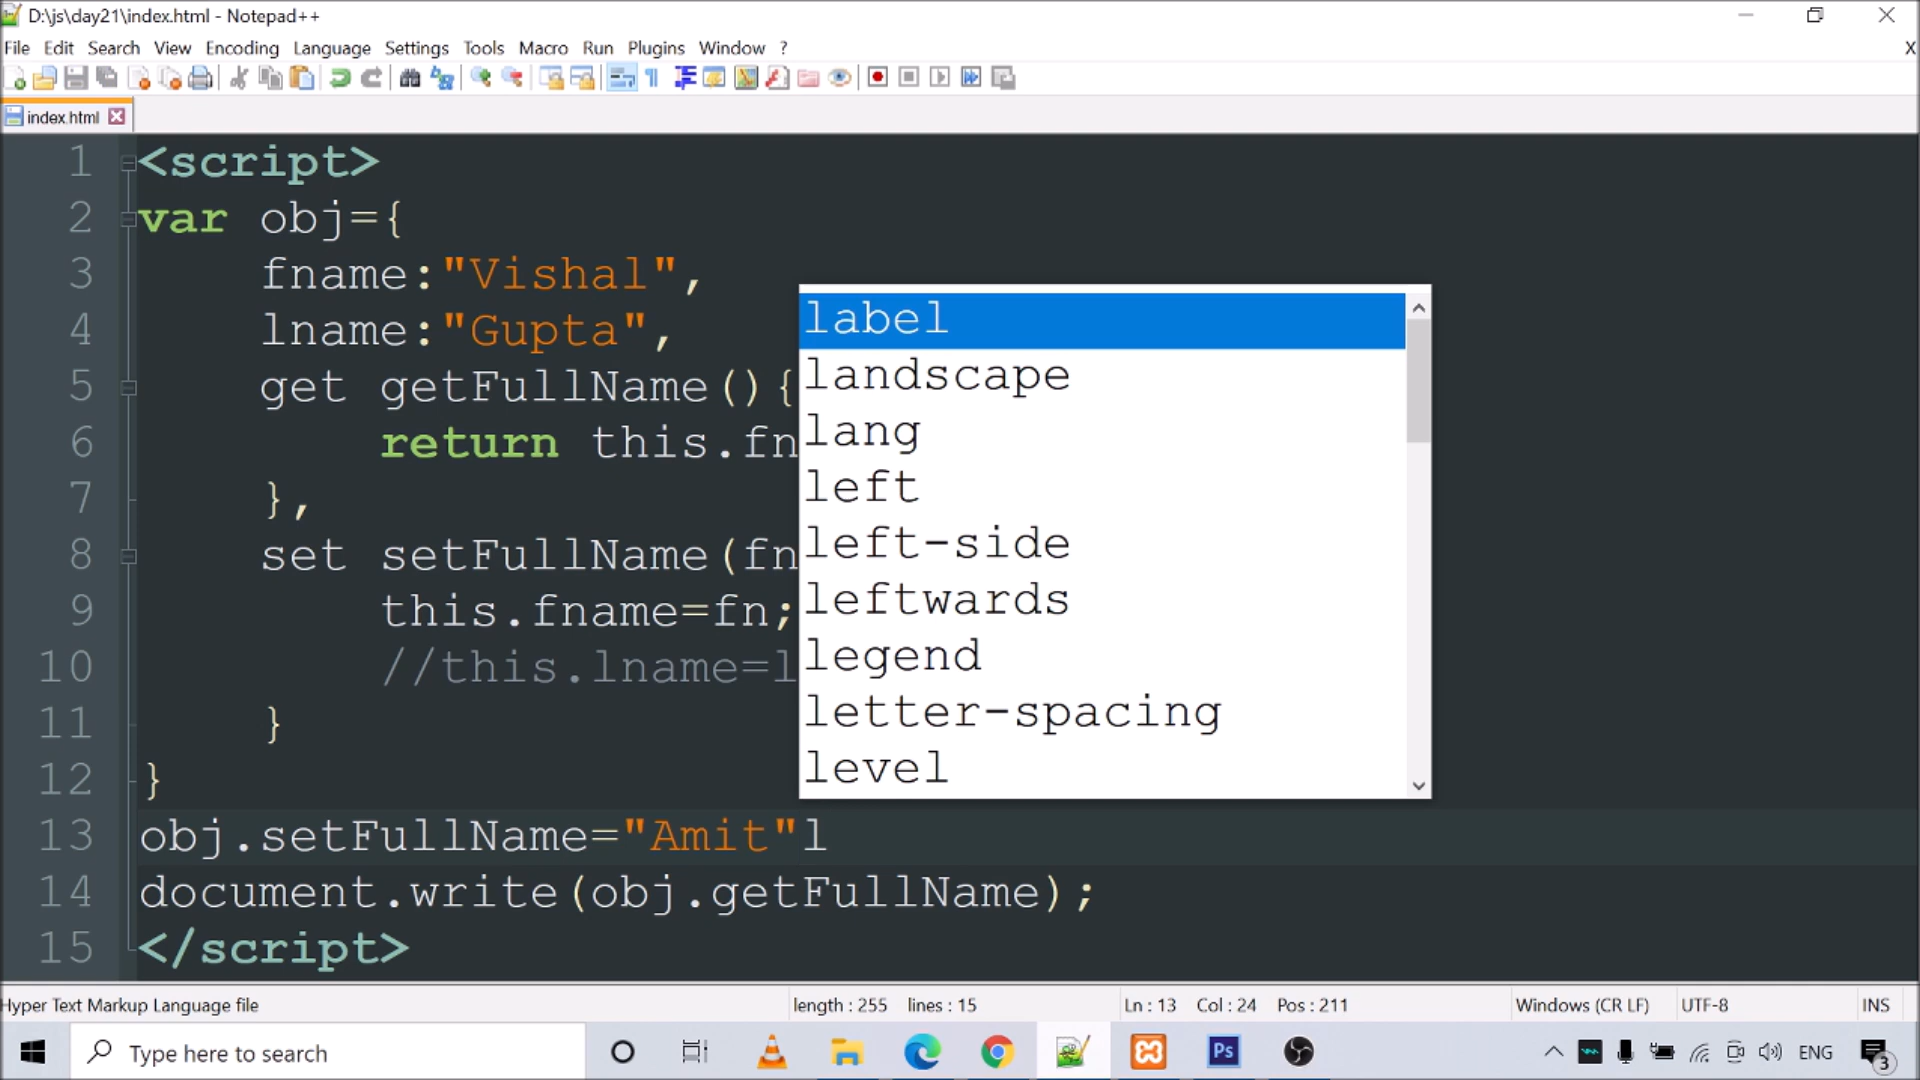 D:\js\day21\index.html - Notepad++
File Edit Search View Encoding Language Settings Tools Macro Run Plugins Window ? X
index.html
1 <script>
2 var obj={
3 fname:"Vishal",
4 lname:"Gupta",
5 get getFullName(){
6 return this.fn
7 },
8 set setFullName(fn
9 this.fname=fn;
10 //this.lname=l
11 }
12 }
13 obj.setFullName="Amit"l
14 document.write(obj.getFullName);
15 </script>
label
landscape
lang
left
left-side
leftwards
legend
letter-spacing
level
Hyper Text Markup Language file length : 255 lines : 15 Ln : 13 Col : 24 Pos : 211 Windows (CR LF) UTF-8 INS
Type here to search Ps ENG 3